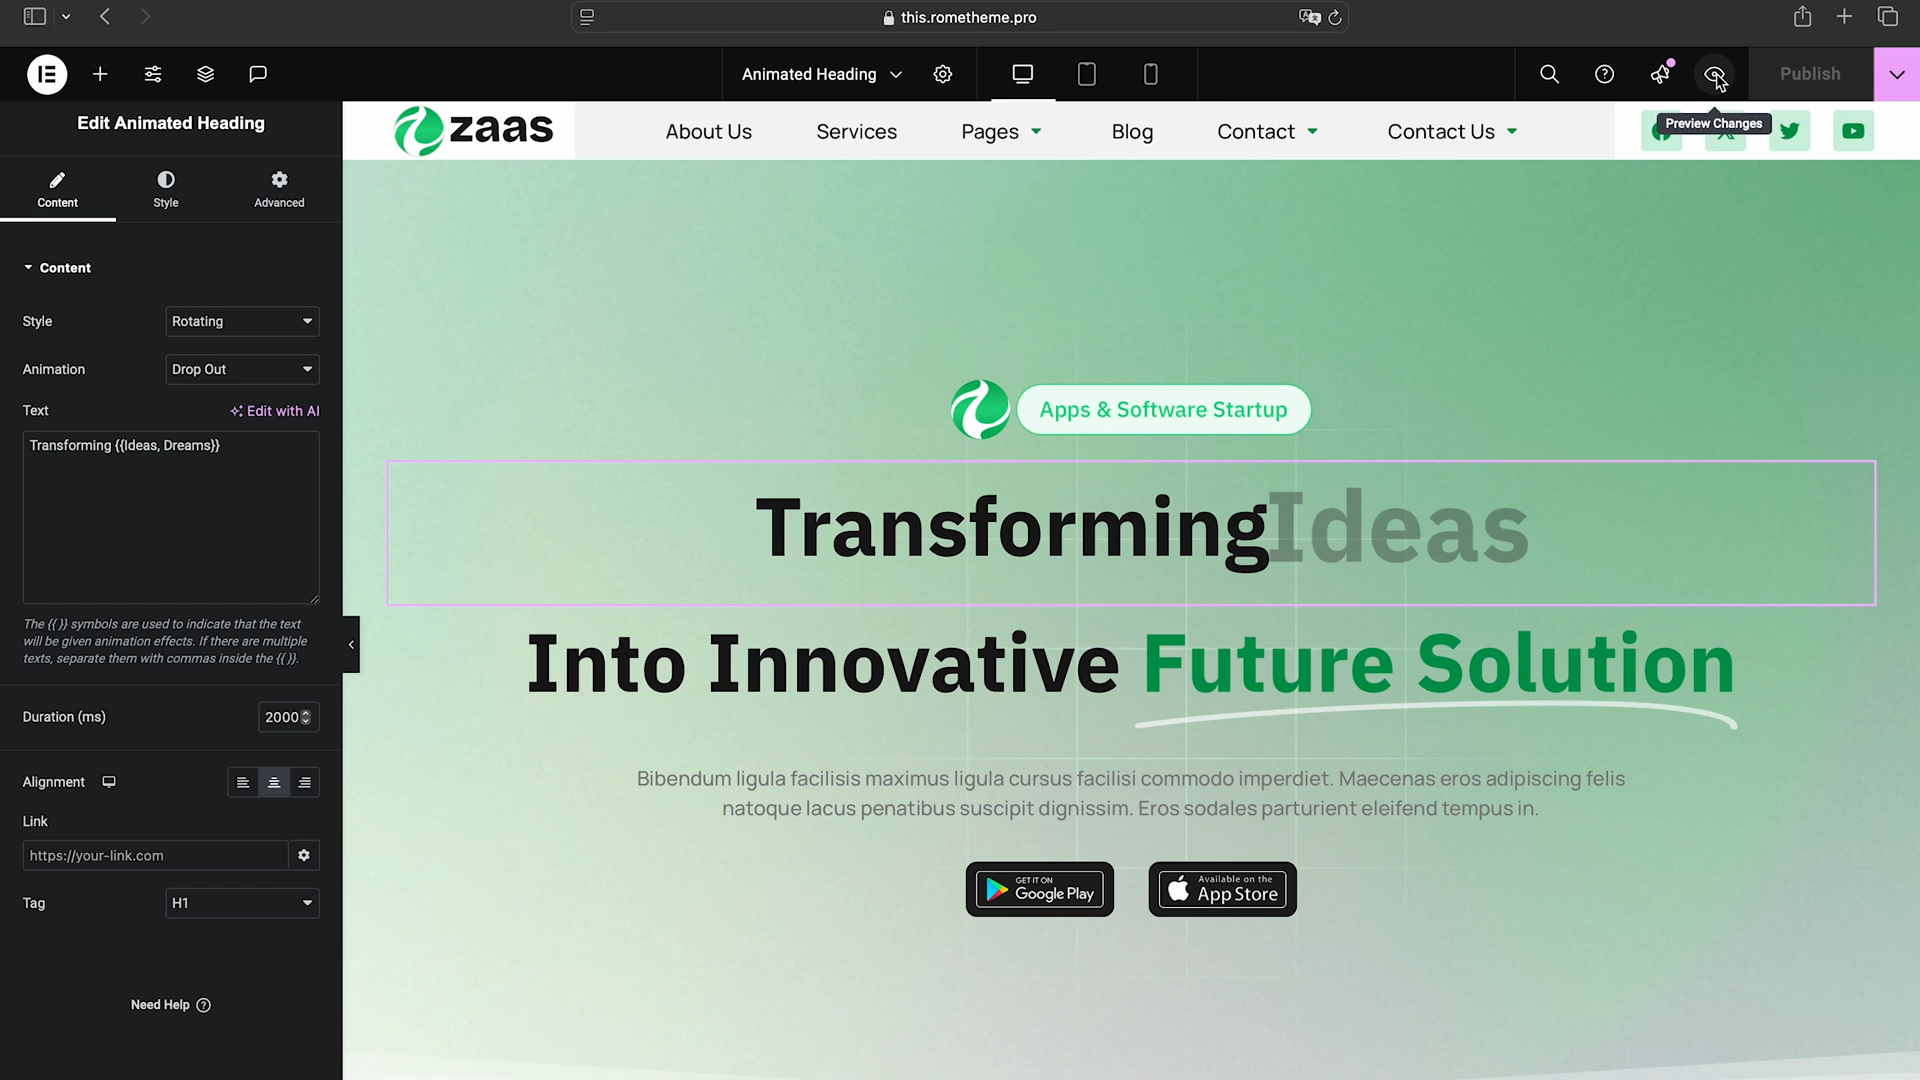 this.rometheme.pro
Animated Heading
Publish
Preview Changes
Edit Animated Heading
Content
Style
Advanced
Content
Style
Rotating
Animation
Drop Out
Text
Edit with AI
Transforming {{Ideas, Dreams}}
The {{ }} symbols are used to indicate that the text
will be given animation effects. If there are multiple
texts, separate them with commas inside the {{ }}.
Duration (ms)
2000
Alignment
Link
https://your-link.com
Tag
H1
Need Help
zaas
About Us
Services
Pages
Blog
Contact
Contact Us
Apps & Software Startup
Transforming Ideas
Into Innovative Future Solution
Bibendum ligula facilisis maximus ligula cursus facilisi commodo imperdiet. Maecenas eros adipiscing felis
natoque lacus penatibus suscipit dignissim. Eros sodales parturient eleifend tempus in.
GET IT ON
Google Play
Available on the
App Store